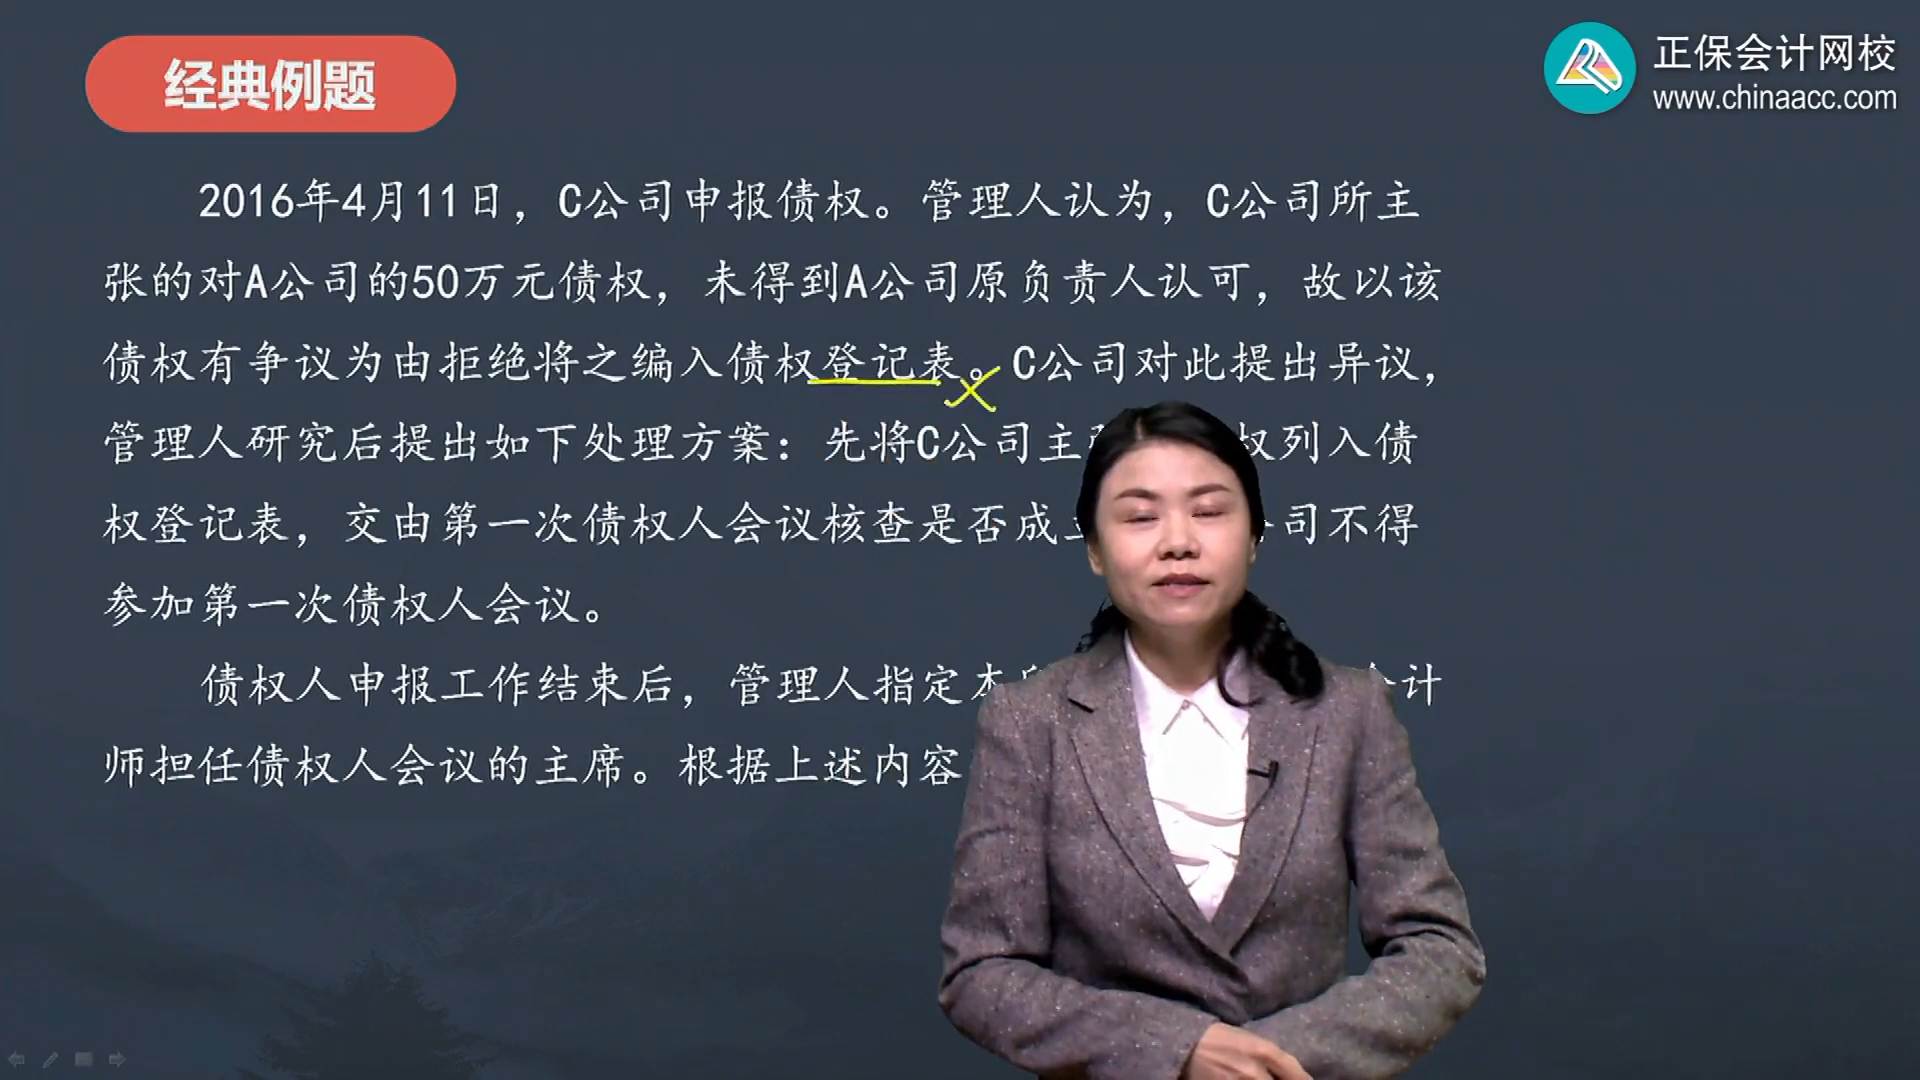 经典例题
正保会计网校
www.chinaacc.com
2016年4月11日，C公司申报债权。管理人认为，C公司所主
张的对A公司的50万元债权，未得到A公司原负责人认可，故以该
债权有争议为由拒绝将之编入债权登记表。C公司对此提出异议，
管理人研究后提出如下处理方案：先将C公司主 权列入债
权登记表，交由第一次债权人会议核查是否成 司不得
参加第一次债权人会议。
债权人申报工作结束后，管理人指定本 会计
师担任债权人会议的主席。根据上述内容